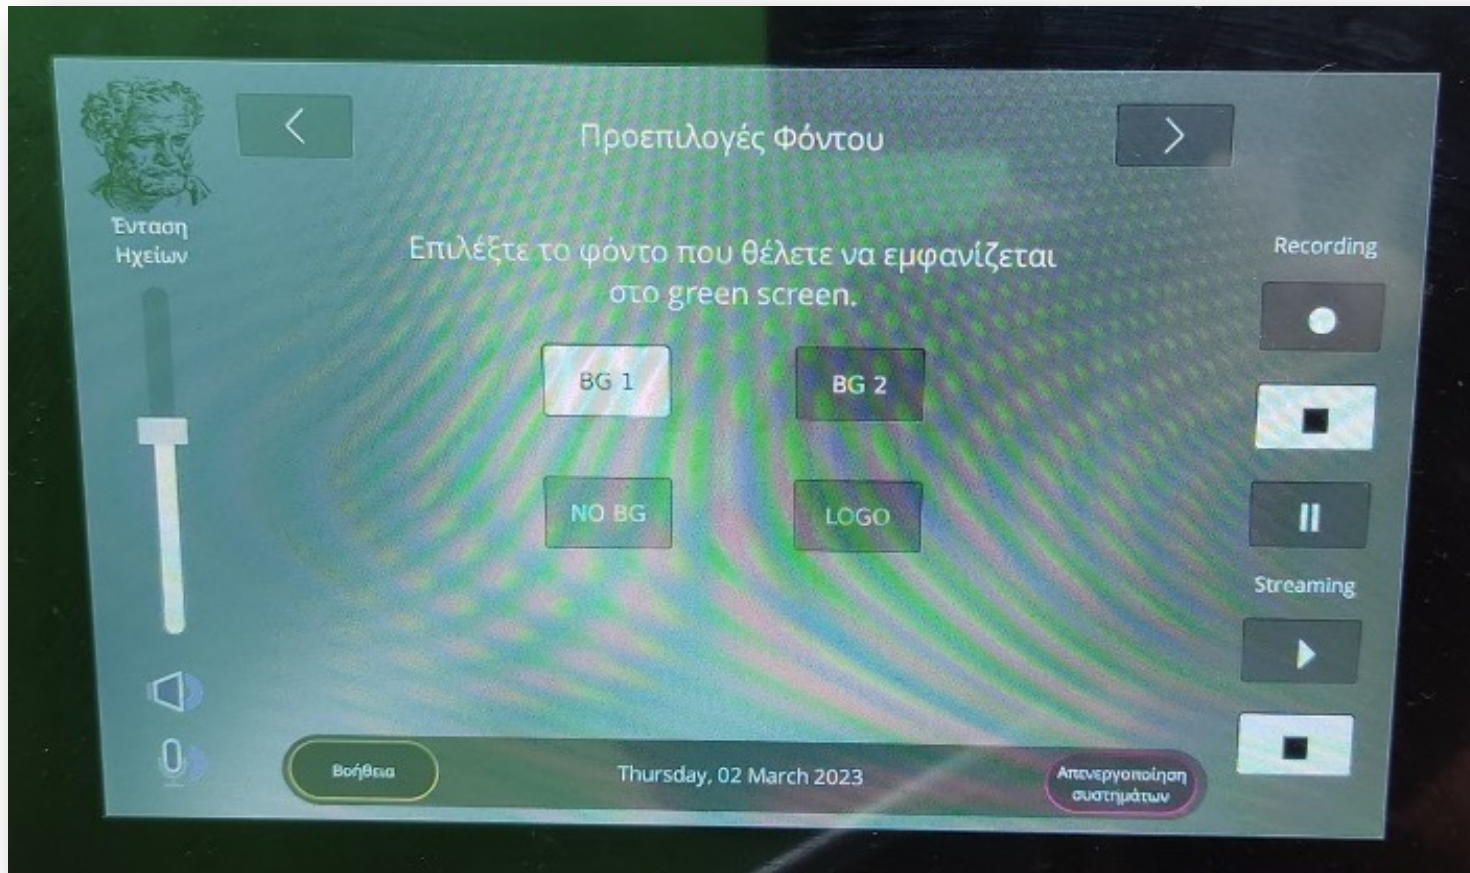 Προεπιλογές Φόντου
Ένταση
Ηχείων
Επιλέξτε το φόντο που θέλετε να εμφανίζεται
στο green screen.
BG 1
BG 2
NO BG
LOGO
Recording
Streaming
Βοήθεια
Thursday, 02 March 2023
Απενεργοποίηση
συστημάτων